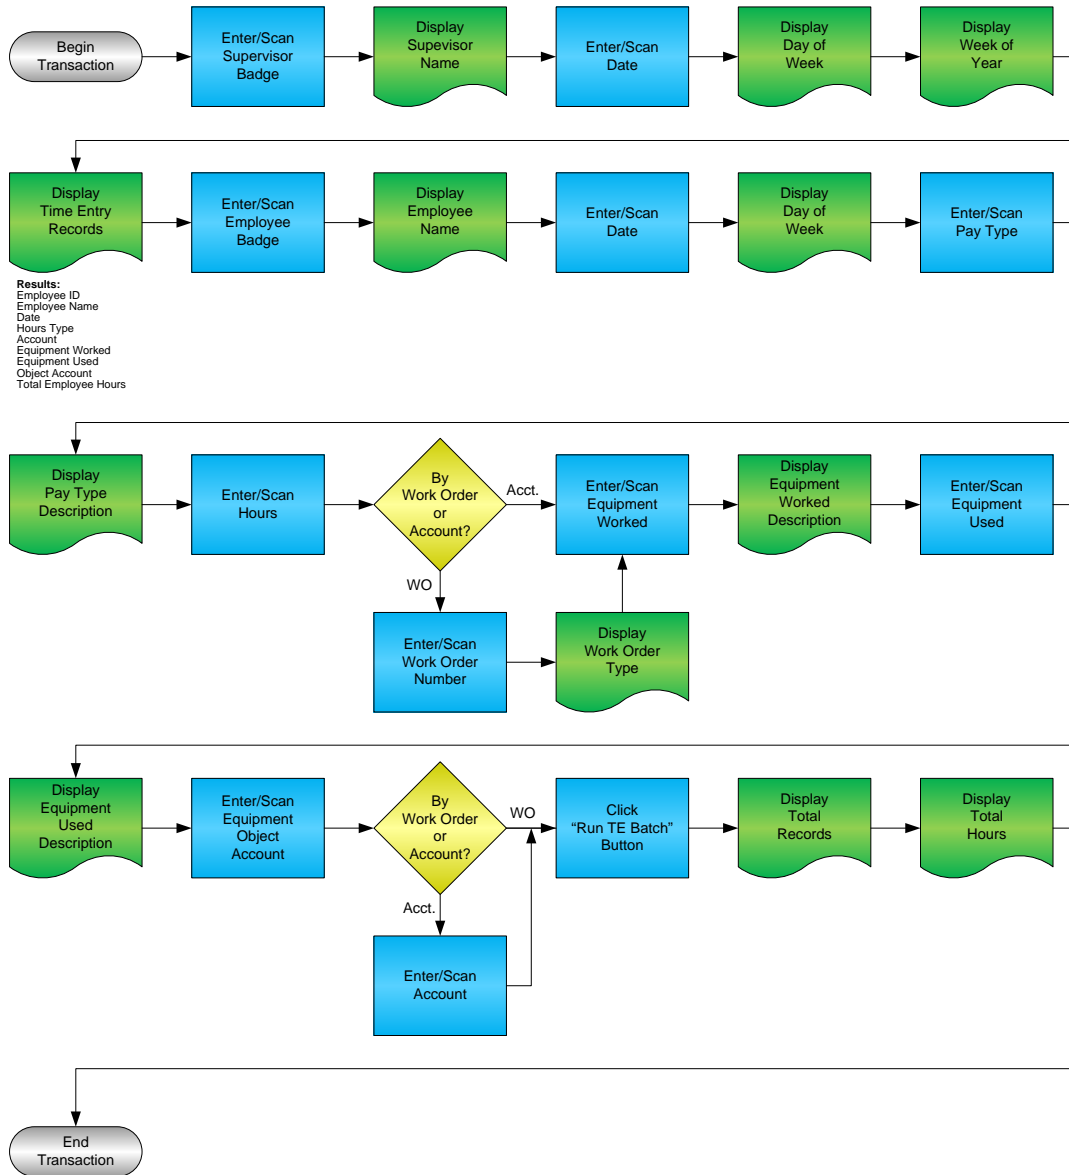 Begin
Transaction
Enter/Scan
Supervisor
Badge
Display
Supevisor
Name
Enter/Scan
Date
Display
Day of
Week
Display
Week of
Year
Display
Time Entry
Records
Enter/Scan
Employee
Badge
Display
Employee
Name
Enter/Scan
Date
Display
Day of
Week
Enter/Scan
Pay Type
Results:
Employee ID
Employee Name
Date
Hours Type
Account
Equipment Worked
Equipment Used
Object Account
Total Employee Hours
Display
Pay Type
Description
Enter/Scan
Hours
By
Work Order
or
Account?
Acct.
WO
Enter/Scan
Equipment
Worked
Display
Equipment
Worked
Description
Enter/Scan
Equipment
Used
Enter/Scan
Work Order
Number
Display
Work Order
Type
Display
Equipment
Used
Description
Enter/Scan
Equipment
Object
Account
By
Work Order
or
Account?
WO
Acct.
Click
“Run TE Batch”
Button
Display
Total
Records
Display
Total
Hours
Enter/Scan
Account
End
Transaction